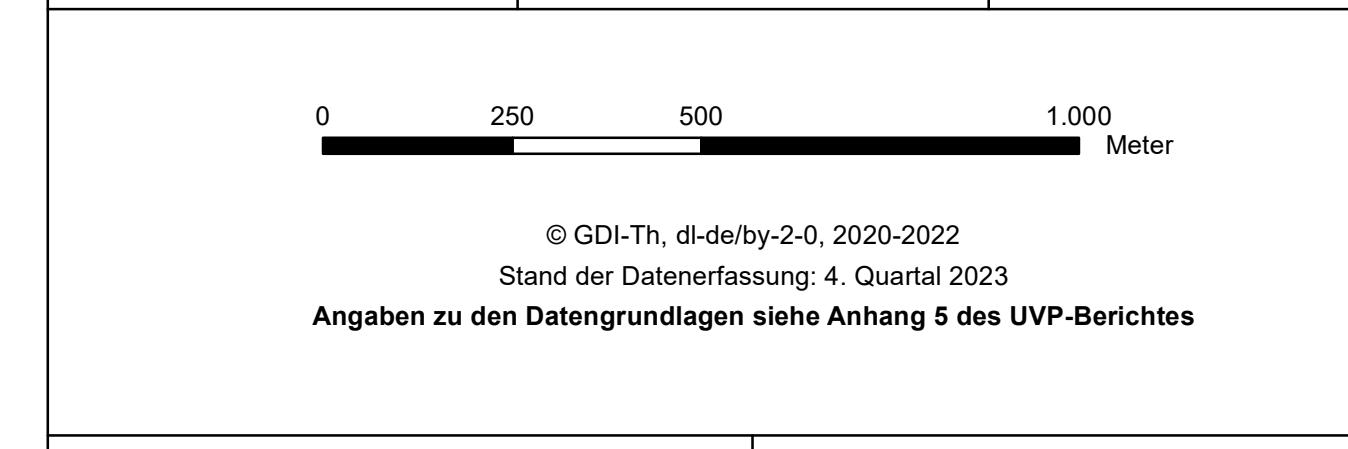 0 250 500 1.000
Meter
© GDI-Th, dl-de/by-2-0, 2020-2022
Stand der Datenerfassung: 4. Quartal 2023
Angaben zu den Datengrundlagen siehe Anhang 5 des UVP-Berichtes